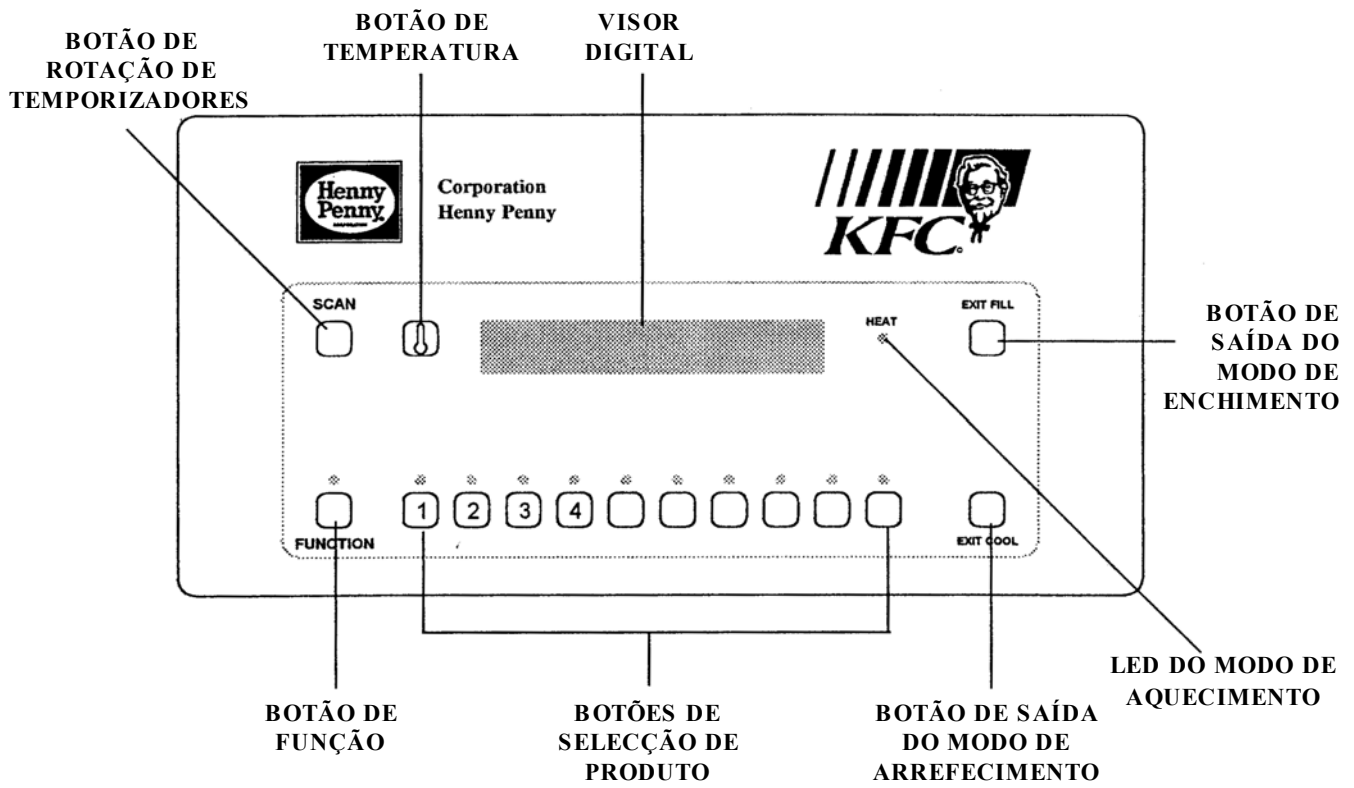 BOTÃO DE
ROTAÇÃO DE
TEMPORIZADORES
BOTÃO DE
TEMPERATURA
VISOR
DIGITAL
Henny
Penny
Corporation
Henny Penny
KFC
SCAN
HEAT
EXIT FILL
BOTÃO DE
SAÍDA DO
MODO DE
ENCHIMENTO
FUNCTION
1 2 3 4
EXIT COOL
LED DO MODO DE
AQUECIMENTO
BOTÃO DE
FUNÇÃO
BOTÕES DE
SELECÇÃO DE
PRODUTO
BOTÃO DE SAÍDA
DO MODO DE
ARREFECIMENTO